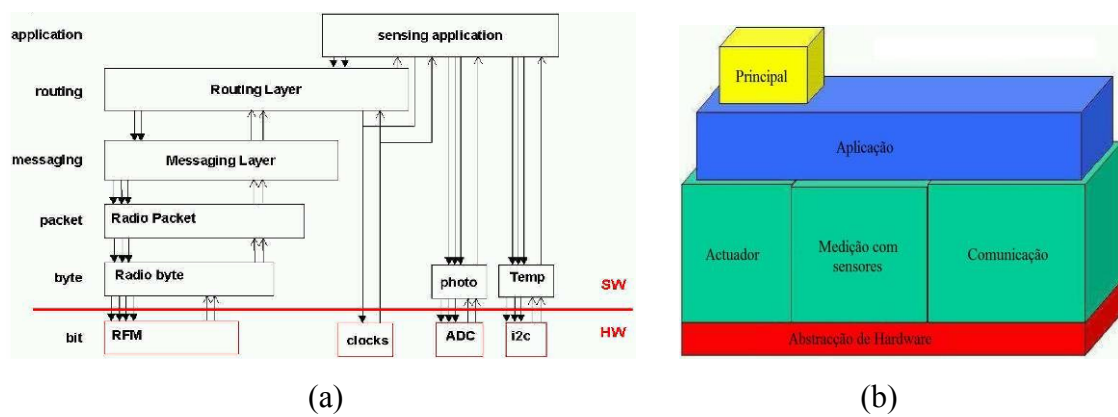 application
sensing application
routing
Routing Layer
messaging
Messaging Layer
packet
Radio Packet
byte
Radio byte
photo
Temp
SW
bit
RFM
clocks
ADC
i2c
HW
(a)
Principal
Aplicação
Actuador
Medição com
sensores
Comunicação
Abstracção de Hardware
(b)